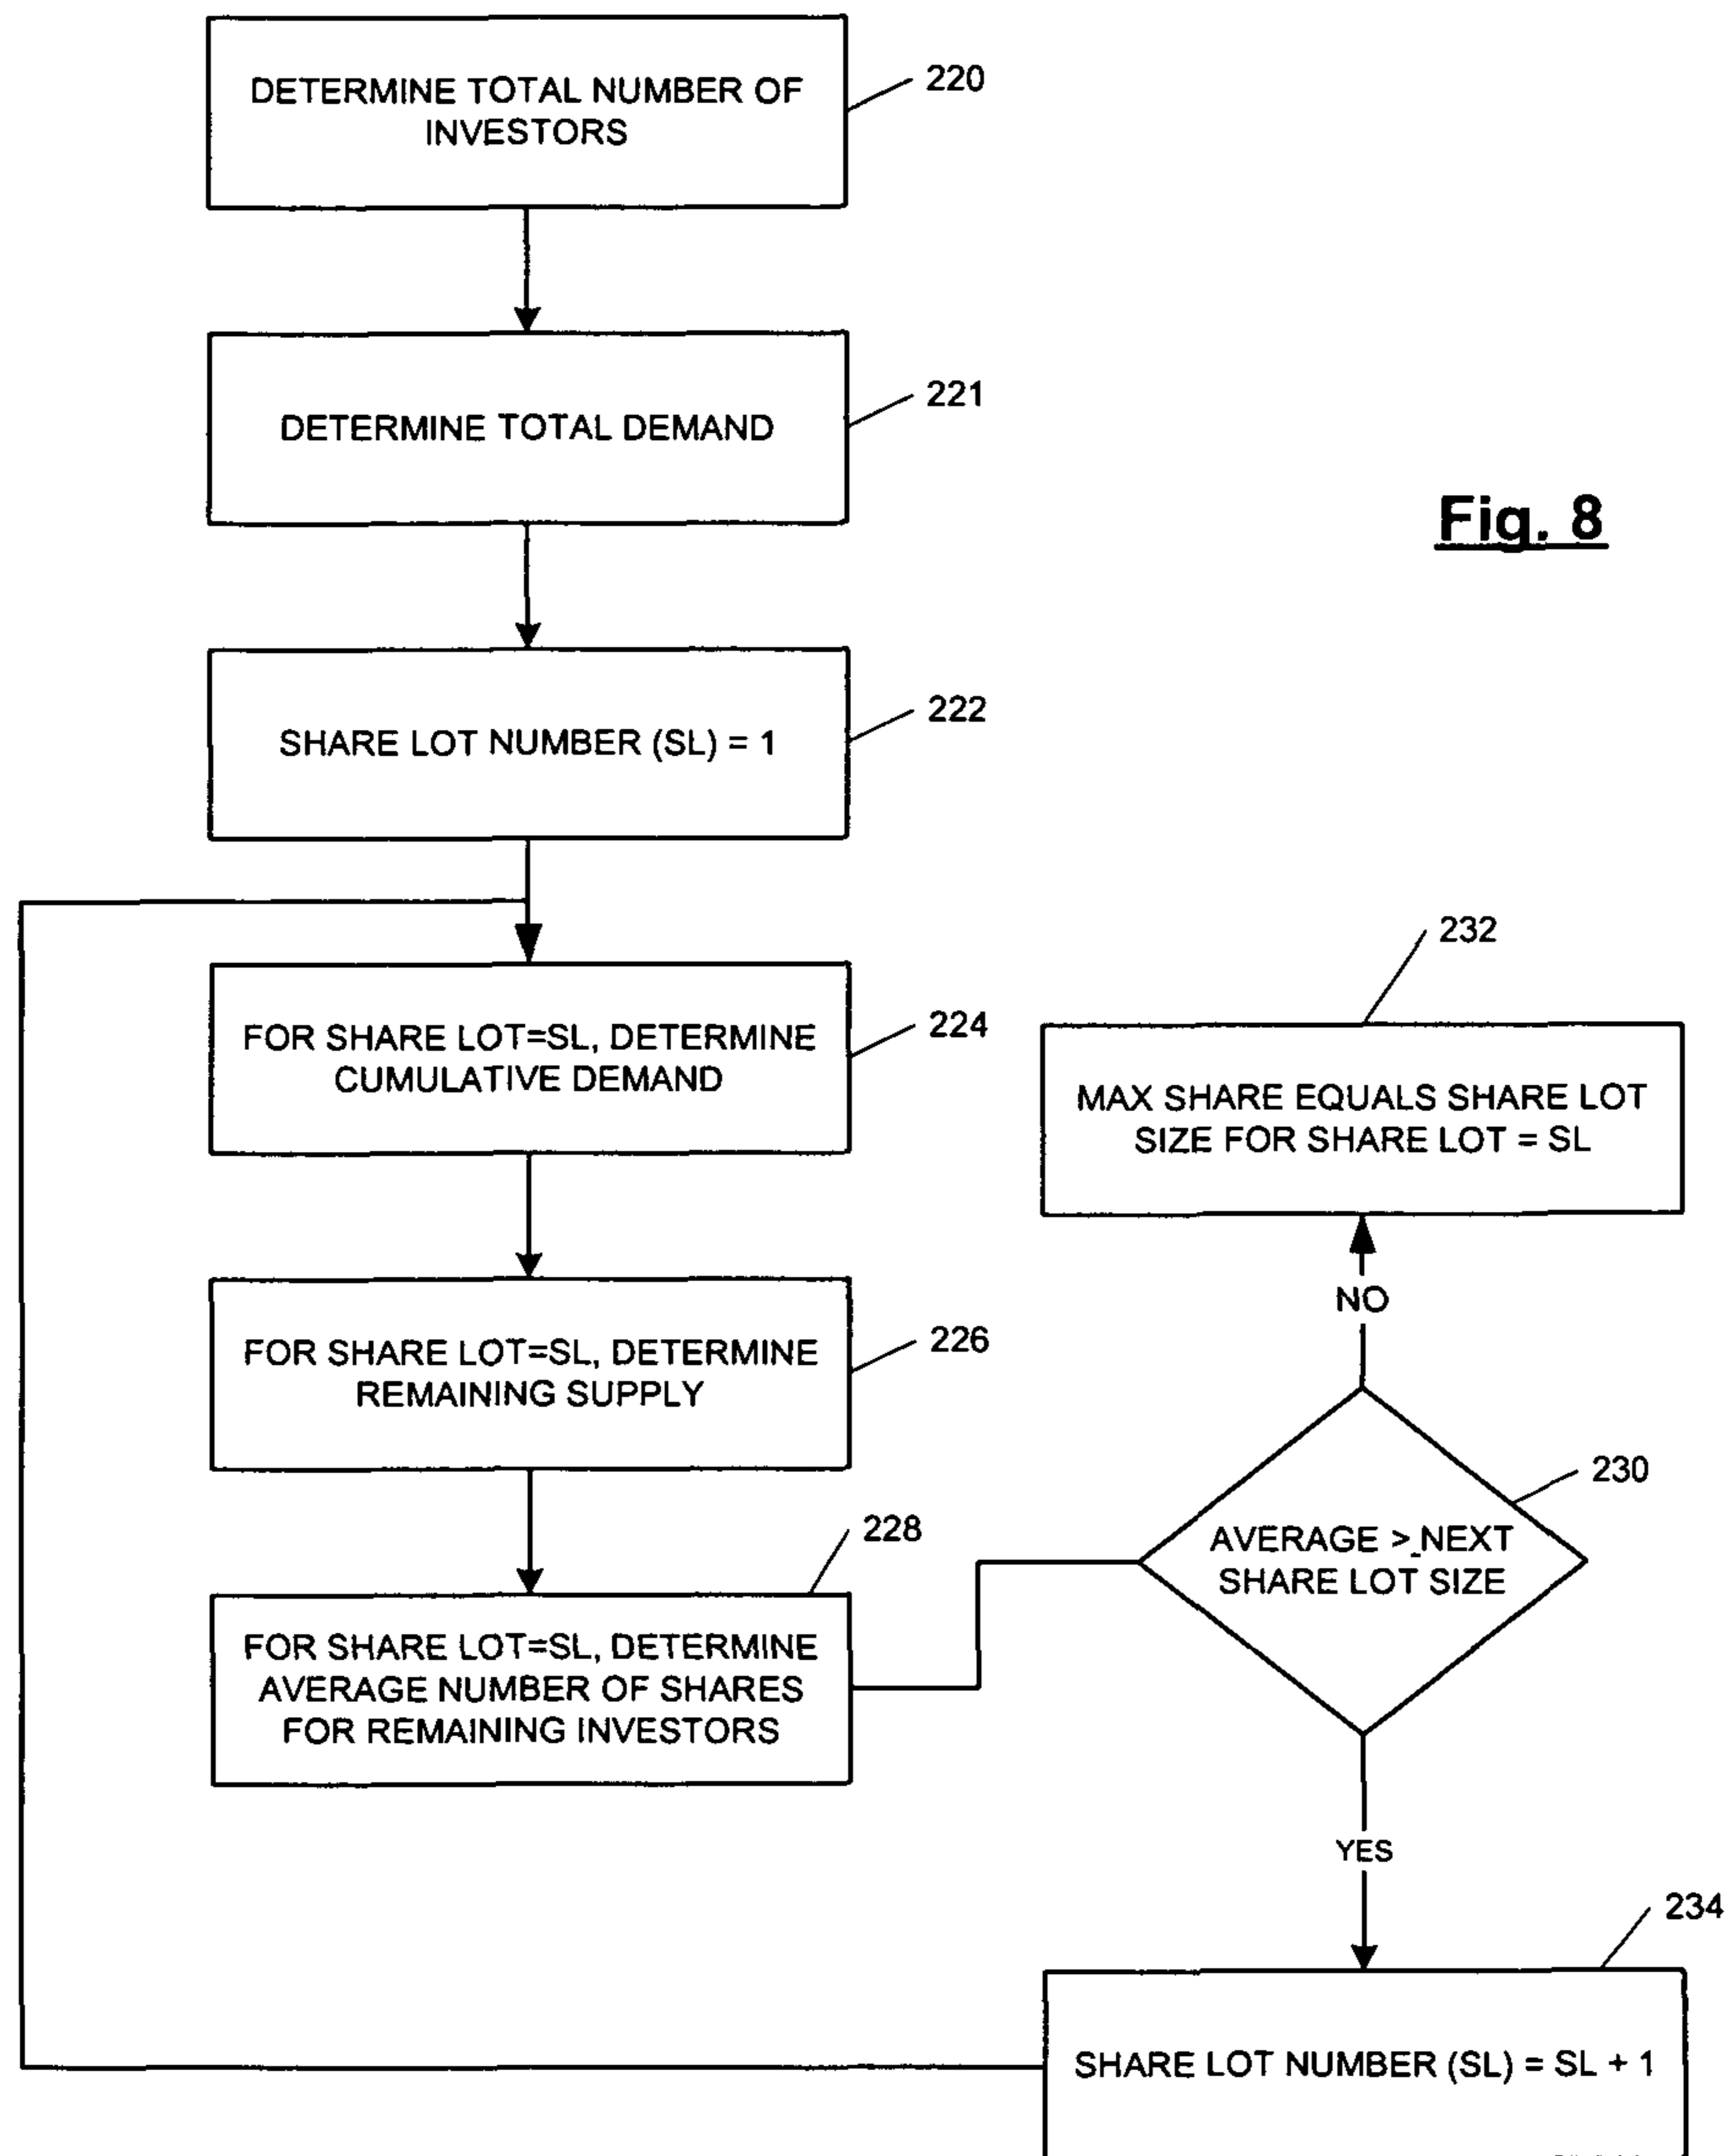 DETERMINE TOTAL NUMBER OF
INVESTORS
220
DETERMINE TOTAL DEMAND
221
Fig. 8
SHARE LOT NUMBER (SL) = 1
222
FOR SHARE LOT=SL, DETERMINE
CUMULATIVE DEMAND
224
232
MAX SHARE EQUALS SHARE LOT
SIZE FOR SHARE LOT = SL
NO
FOR SHARE LOT=SL, DETERMINE
REMAINING SUPPLY
226
228
FOR SHARE LOT=SL, DETERMINE
AVERAGE NUMBER OF SHARES
FOR REMAINING INVESTORS
230
AVERAGE ≥ NEXT
SHARE LOT SIZE
YES
234
SHARE LOT NUMBER (SL) = SL + 1